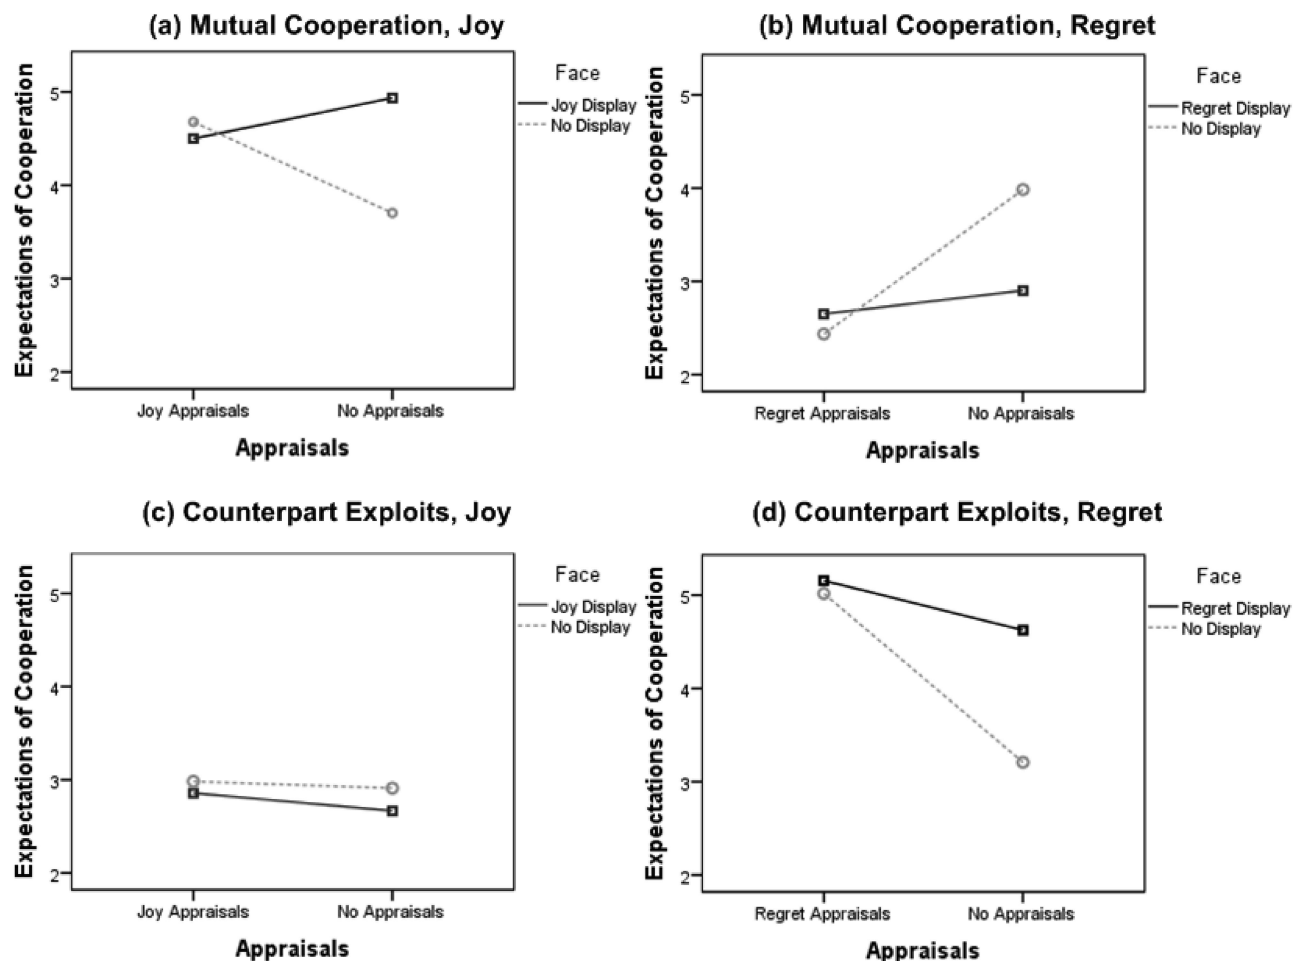 (a) Mutual Cooperation, Joy
Expectations of Cooperation
5
4
3
2
Joy Appraisals
No Appraisals
Appraisals
Face
Joy Display
No Display
(b) Mutual Cooperation, Regret
Expectations of Cooperation
5
4
3
2
Regret Appraisals
No Appraisals
Appraisals
Face
Regret Display
No Display
(c) Counterpart Exploits, Joy
Expectations of Cooperation
5
4
3
2
Joy Appraisals
No Appraisals
Appraisals
Face
Joy Display
No Display
(d) Counterpart Exploits, Regret
Expectations of Cooperation
5
4
3
2
Regret Appraisals
No Appraisals
Appraisals
Face
Regret Display
No Display